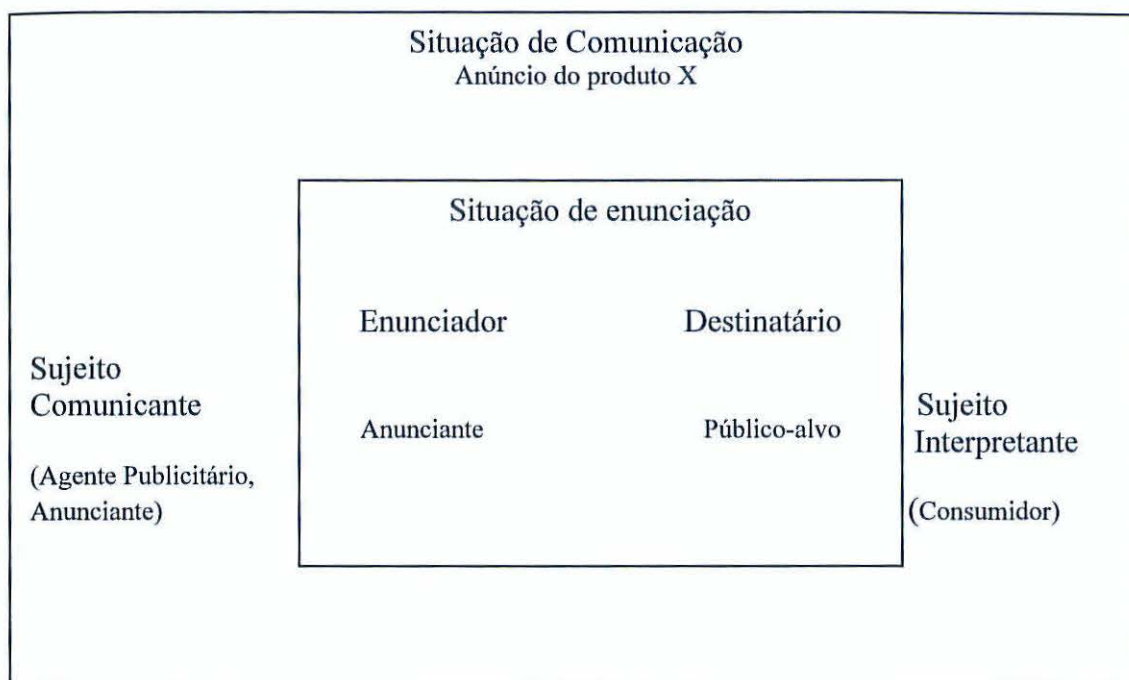 Situação de Comunicação
Anúncio do produto X
Situação de enunciação
Enunciador
Destinatário
Sujeito
Comunicante
Anunciante
Público-alvo
Sujeito
Interpretante
(Agente Publicitário,
Anunciante)
(Consumidor)